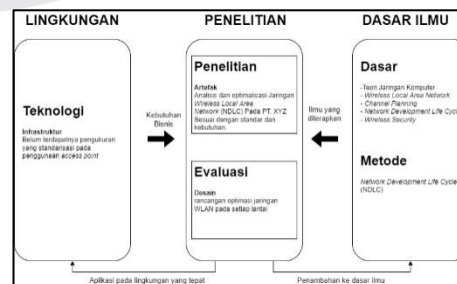 LINGKUNGAN
PENELITIAN
DASAR ILMU
Teknologi
Infrastruktur
Belum terdapatnya pengukuran
yang standarisasi pada
penggunaan access point
Kebutuhan
Bisnis
Penelitian
Artefak
Analisis dan optimalisasi Jaringan
Wireless Local Area
Network (NDLC) Pada PT. XYZ
Sesuai dengan standar dan
kebutuhan.
Evaluasi
Desain
rancangan optimasi jaringan
WLAN pada setiap lantai
Ilmu yang
diterapkan
Dasar
-Teori Jaringan Komputer
- Wireless Local Area Network
- Channel Planning
- Network Development Life Cycle
- Wireless Security
Metode
Network Development Life Cycle
(NDLC)
Aplikasi pada lingkungan yang tepat
Penambahan ke dasar ilmu